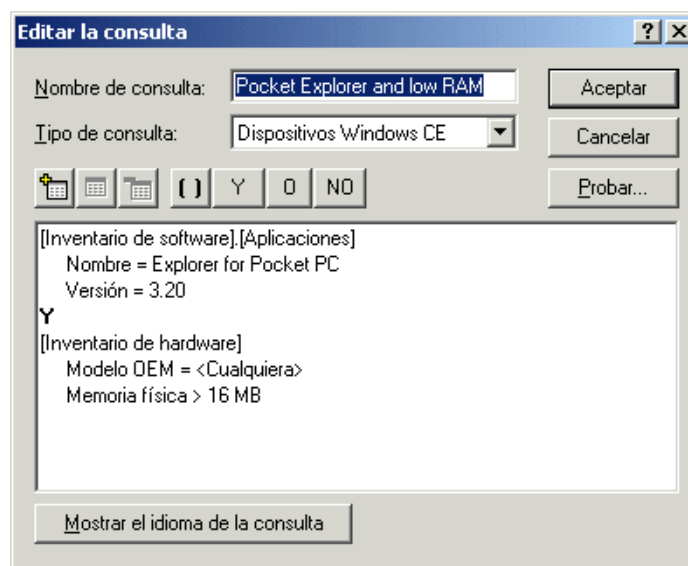 Editar la consulta
Nombre de consulta: Pocket Explorer and low RAM Aceptar
Tipo de consulta: Dispositivos Windows CE Cancelar
( ) Y O NO Probar...
[Inventario de software].[Aplicaciones]
Nombre = Explorer for Pocket PC
Versión = 3.20
Y
[Inventario de hardware]
Modelo OEM = <Cualquiera>
Memoria física > 16 MB
Mostrar el idioma de la consulta